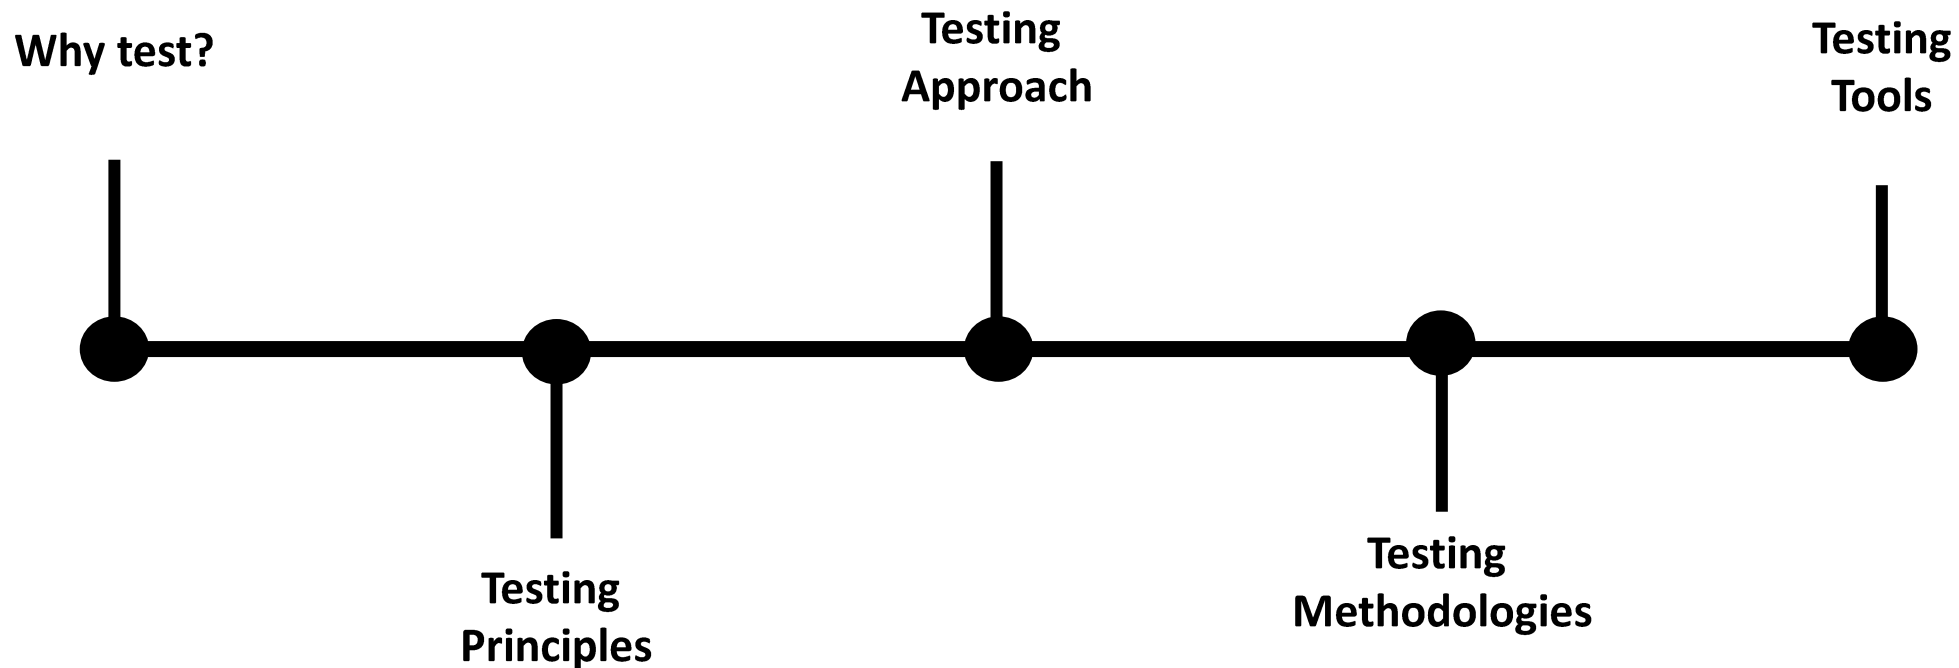 Why test?
Testing
Principles
Testing
Approach
Testing
Methodologies
Testing
Tools